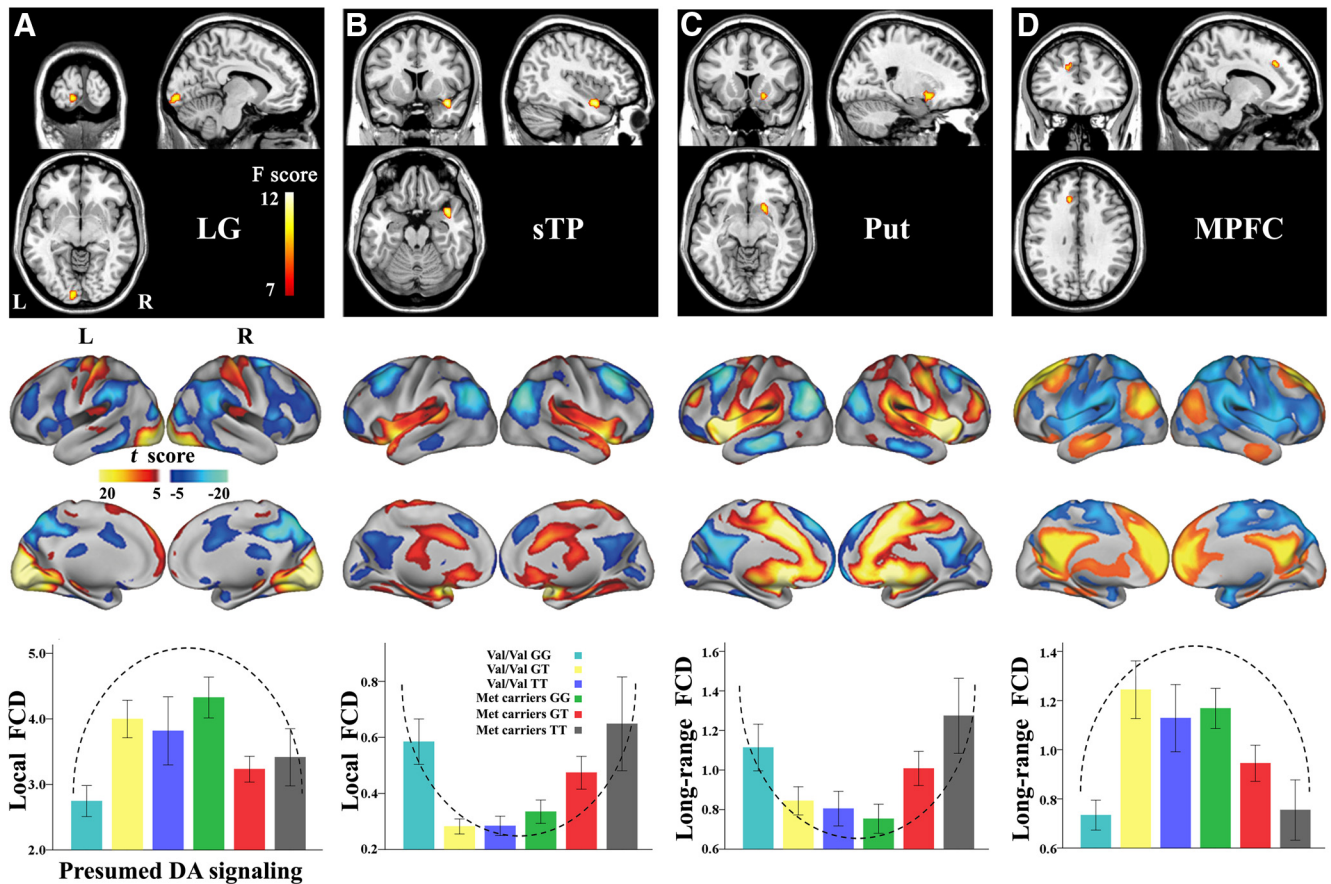 A
B
C
D
F score
12
7
L
R
LG
sTP
Put
MPFC
L
R
t score
20
5
-5
-20
Local FCD
5.0
4.0
3.0
2.0
Presumed DA signaling
Local FCD
0.8
0.6
0.4
0.2
Val/Val GG
Val/Val GT
Val/Val TT
Met carriers GG
Met carriers GT
Met carriers TT
Long-range FCD
1.6
1.4
1.2
1.0
0.8
0.6
Long-range FCD
1.4
1.2
1.0
0.8
0.6